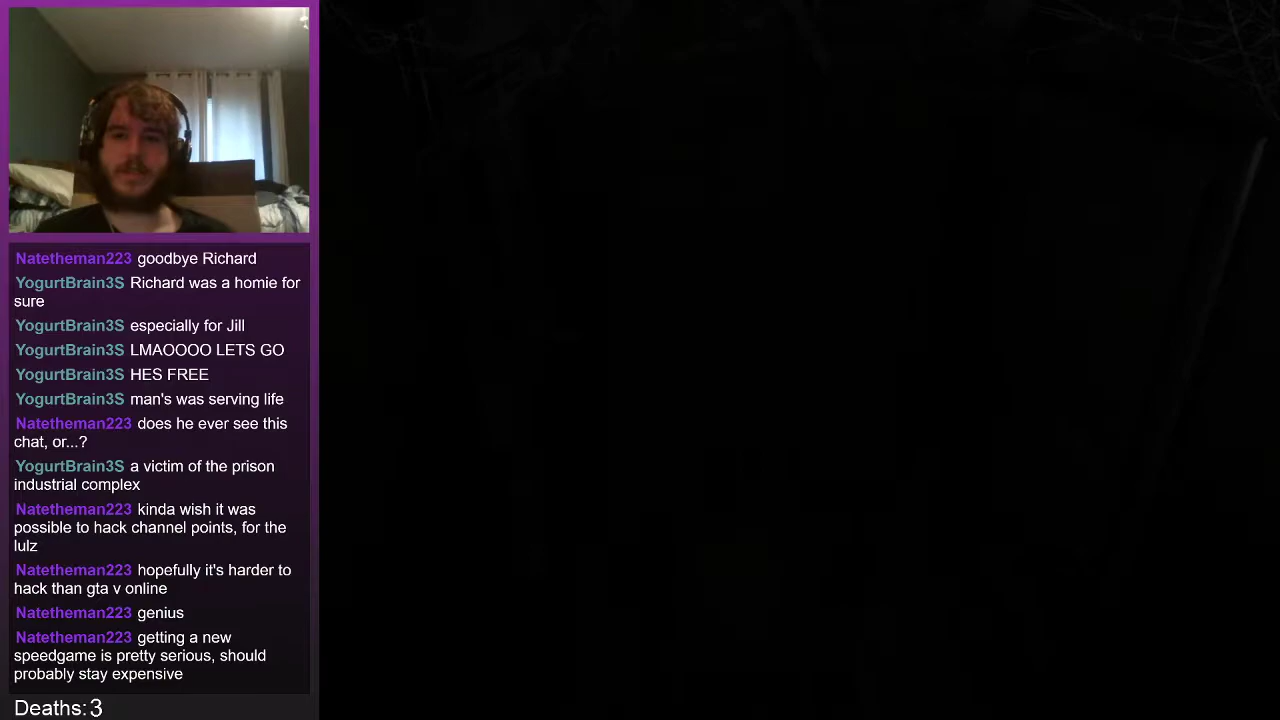 Natetheman223 goodbye Richard
YogurtBrain3S Richard was a homie for
sure
YogurtBrain3S especially for Jill
YogurtBrain3S LMAOOOO LETS GO
YogurtBrain3S HES FREE
YogurtBrain3S man's was serving life
Natetheman223 does he ever see this
chat, or...?
YogurtBrain3S a victim of the prison
industrial complex
Natetheman223 kinda wish it was
possible to hack channel points, for the
lulz
Natetheman223 hopefully it's harder to
hack than gta v online
Natetheman223 genius
Natetheman223 getting a new
speedgame is pretty serious, should
probably stay expensive
Deaths:3